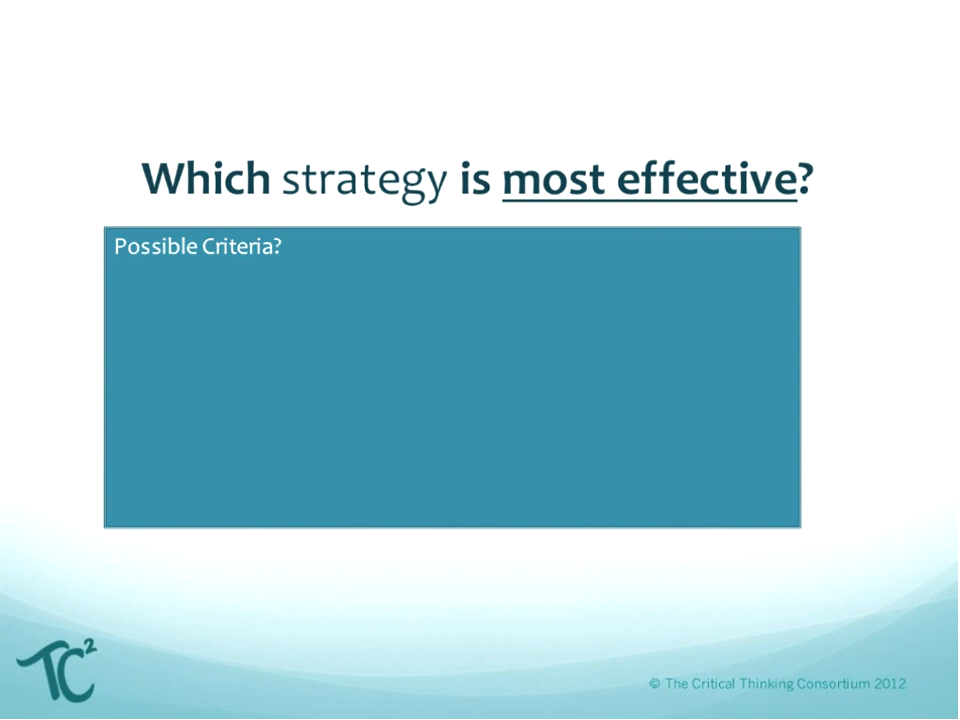 Which strategy is most effective?
Possible Criteria?
TC²
© The Critical Thinking Consortium 2012